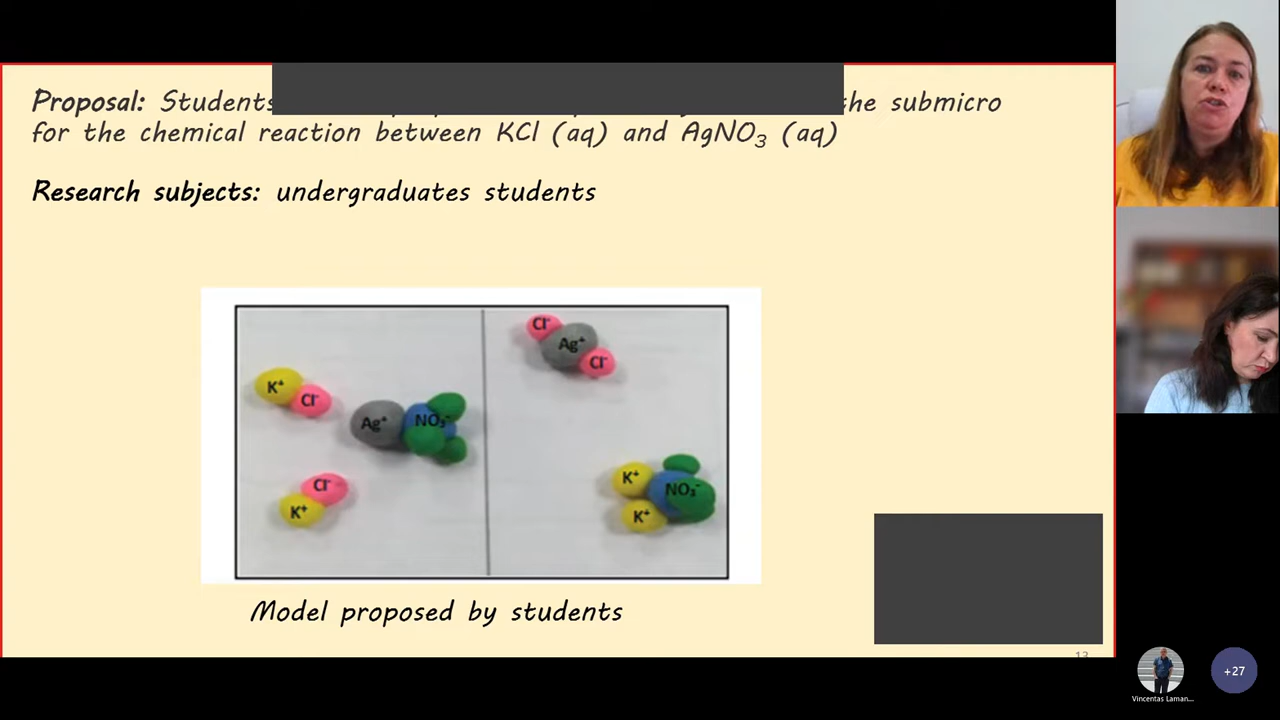 Proposal: Students the submicro
for the chemical reaction between KCl (aq) and AgNO₃ (aq)
Research subjects: undergraduates students
Cl⁻
Ag⁺
Cl⁻
K⁺
Cl⁻
Ag⁺
NO₃⁻
Cl⁻
K⁺
K⁺
NO₃⁻
K⁺
Model proposed by students
13
Vincentas Laman...
+27